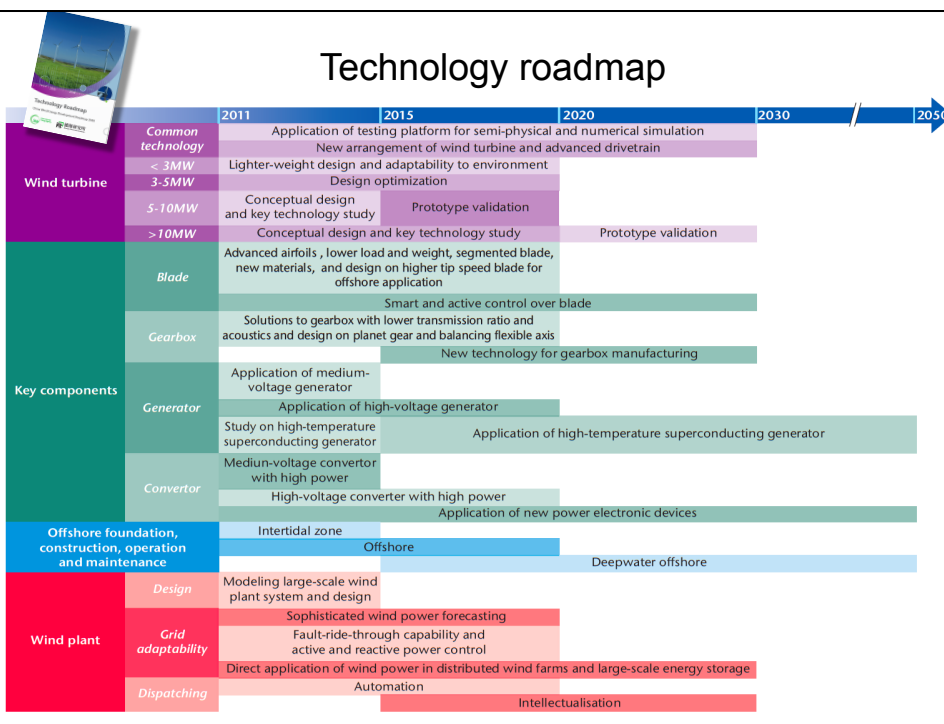 Technology roadmap
Technology Roadmap
2011 2015 2020 2030 2050
Wind turbine
Common
technology
Application of testing platform for semi-physical and numerical simulation
New arrangement of wind turbine and advanced drivetrain
< 3MW
Lighter-weight design and adaptability to environment
3-5MW
Design optimization
5-10MW
Conceptual design
and key technology study
Prototype validation
>10MW
Conceptual design and key technology study
Prototype validation
Key components
Blade
Advanced airfoils , lower load and weight, segmented blade,
new materials, and design on higher tip speed blade for
offshore application
Smart and active control over blade
Gearbox
Solutions to gearbox with lower transmission ratio and
acoustics and design on planet gear and balancing flexible axis
New technology for gearbox manufacturing
Generator
Application of medium-
voltage generator
Application of high-voltage generator
Study on high-temperature
superconducting generator
Application of high-temperature superconducting generator
Convertor
Mediun-voltage convertor
with high power
High-voltage converter with high power
Application of new power electronic devices
Offshore foundation,
construction, operation
and maintenance
Intertidal zone
Offshore
Deepwater offshore
Wind plant
Design
Modeling large-scale wind
plant system and design
Grid
adaptability
Sophisticated wind power forecasting
Fault-ride-through capability and
active and reactive power control
Direct application of wind power in distributed wind farms and large-scale energy storage
Dispatching
Automation
Intellectualisation